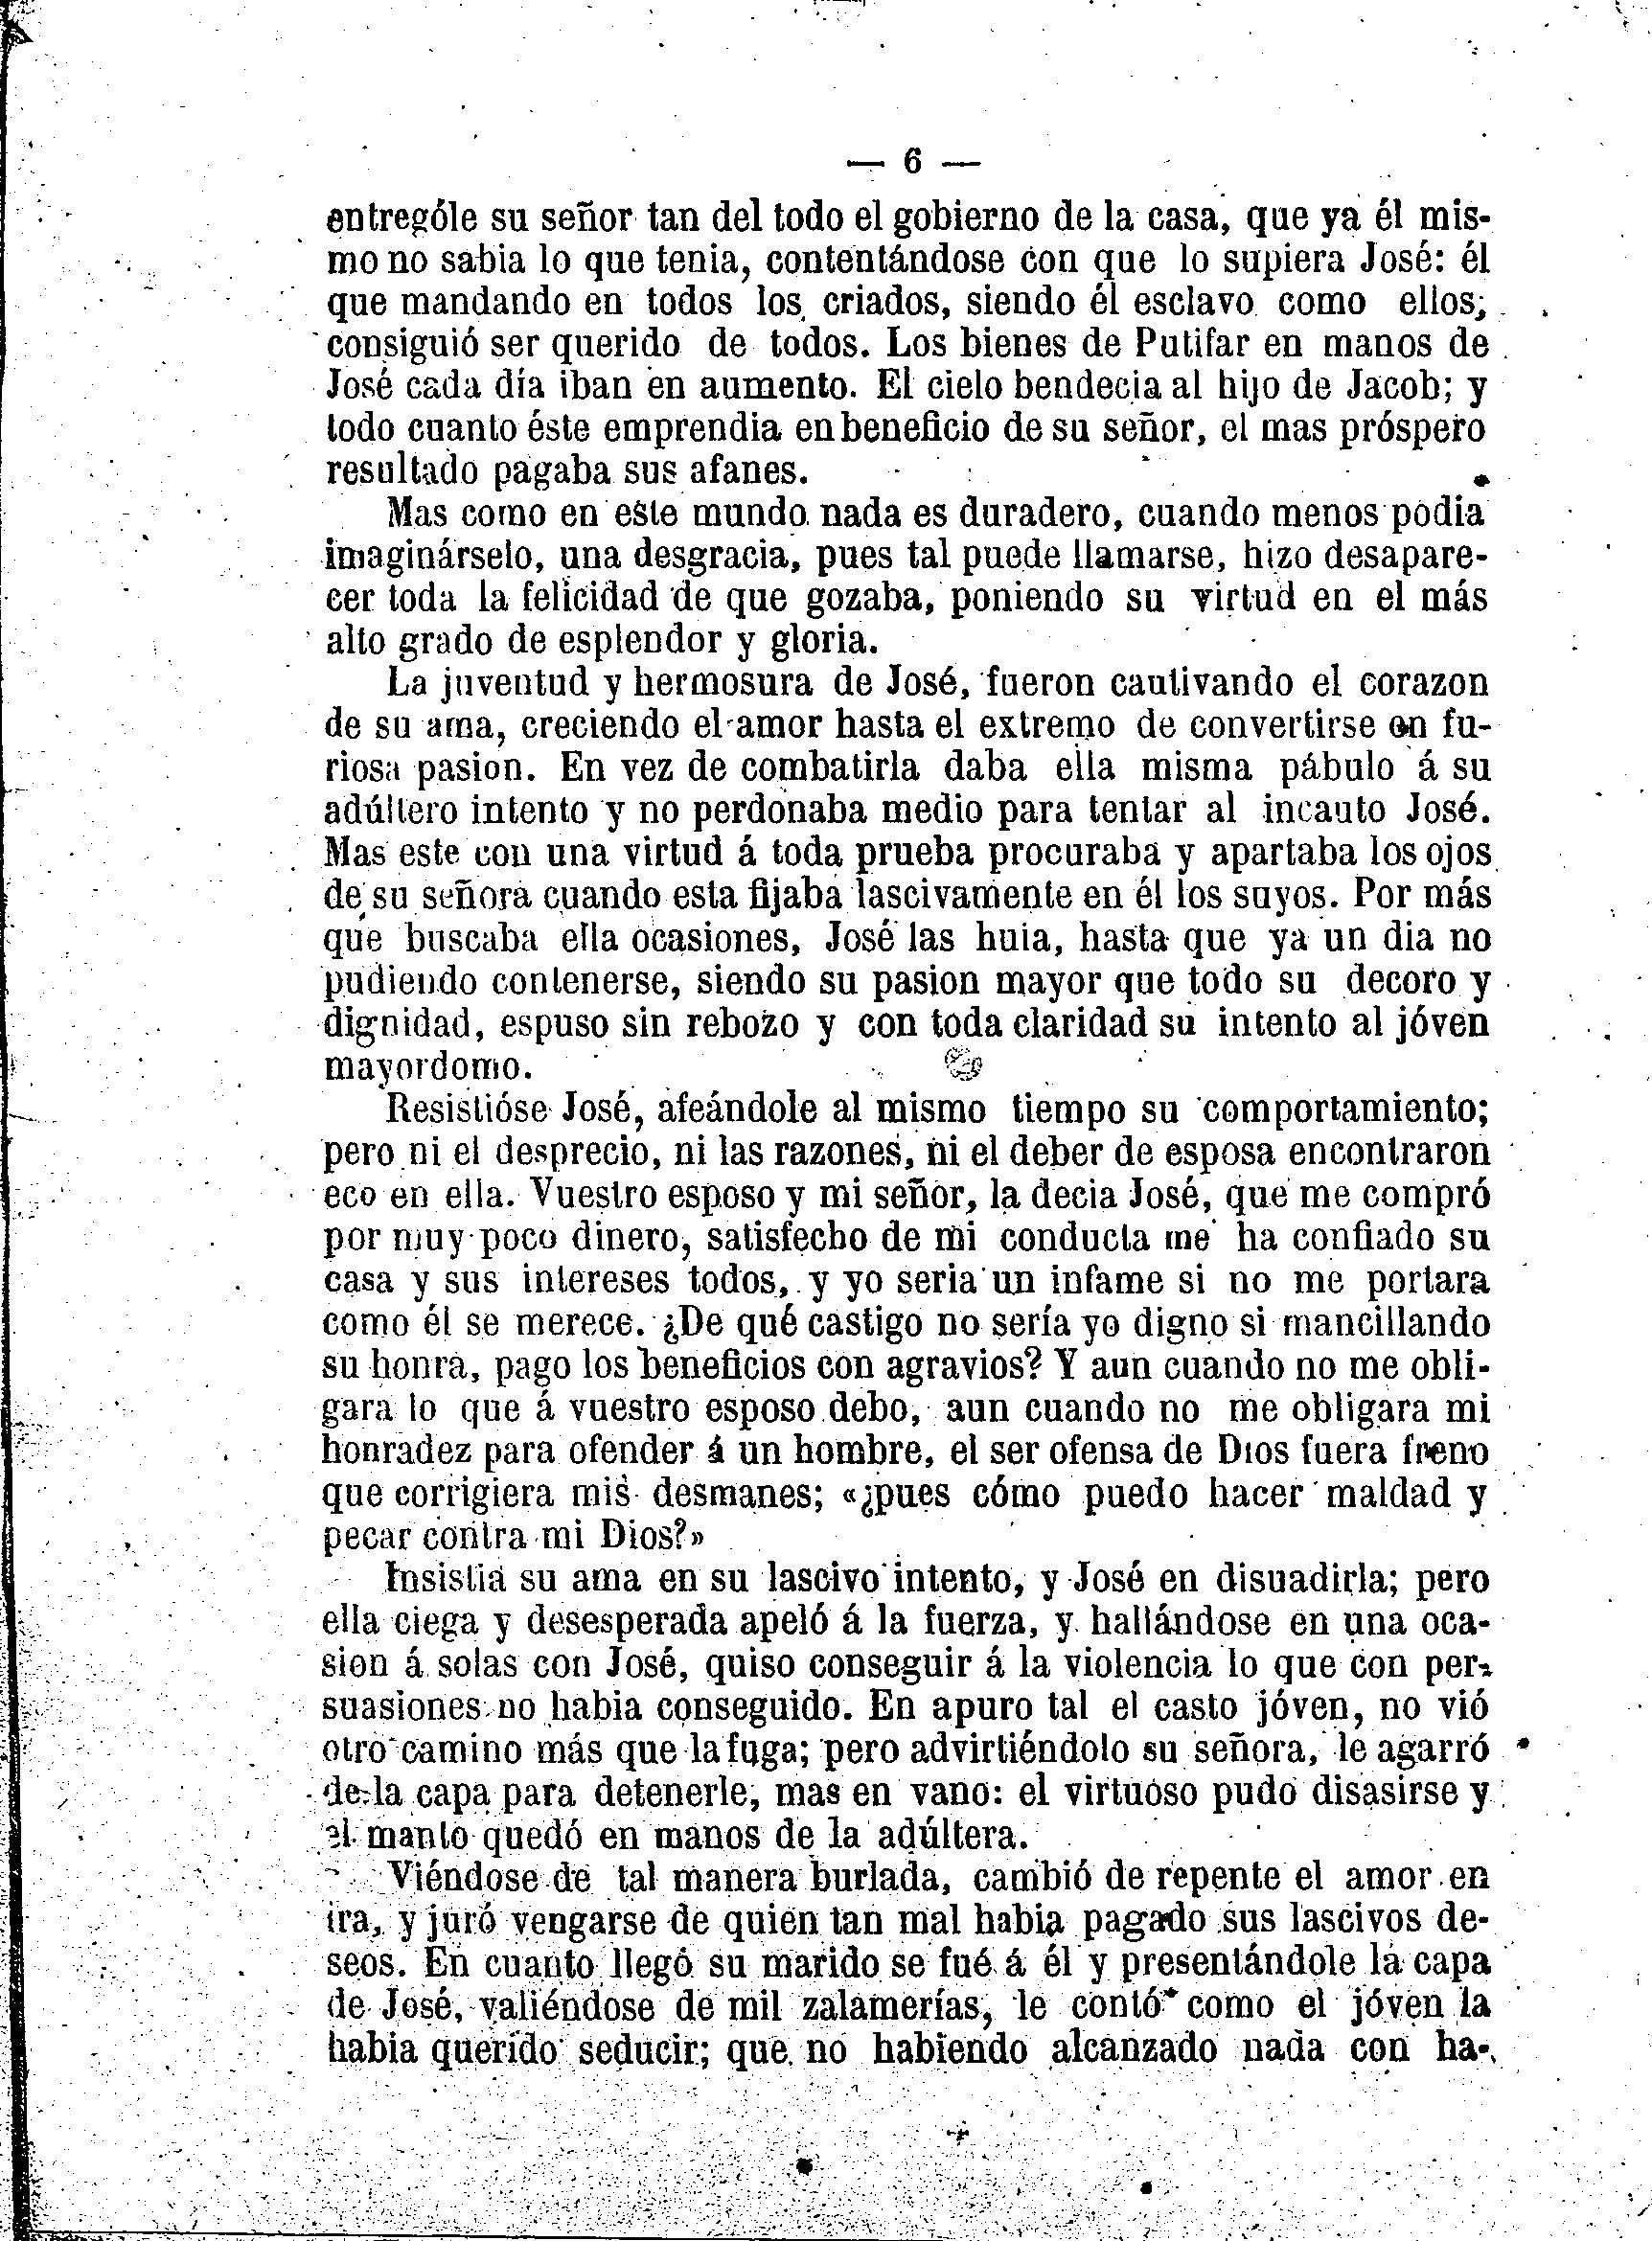 — 6 —
entrególe su señor tan del todo el gobierno de la casa, que ya él mis-
mo no sabia lo que tenia, contentándose con que lo supiera José: él
que mandando en todos los criados, siendo él esclavo como ellos,
consiguió ser querido de todos. Los bienes de Putifar en manos de
José cada día iban en aumento. El cielo bendecia al hijo de Jacob; y
todo cuanto éste emprendia en beneficio de su señor, el mas próspero
resultado pagaba sus afanes.
Mas como en este mundo nada es duradero, cuando menos podia
imaginárselo, una desgracia, pues tal puede llamarse, hizo desapare-
cer toda la felicidad de que gozaba, poniendo su virtud en el más
alto grado de esplendor y gloria.
La juventud y hermosura de José, fueron cautivando el corazon
de su ama, creciendo el amor hasta el extremo de convertirse en fu-
riosa pasion. En vez de combatirla daba ella misma pábulo á su
adúltero intento y no perdonaba medio para tentar al incauto José.
Mas este con una virtud á toda prueba procuraba y apartaba los ojos
de su señora cuando esta fijaba lascivamente en él los suyos. Por más
que buscaba ella ocasiones, José las huia, hasta que ya un dia no
pudiendo contenerse, siendo su pasion mayor que todo su decoro y
dignidad, espuso sin rebozo y con toda claridad su intento al jóven
mayordomo.
Resistióse José, afeándole al mismo tiempo su comportamiento;
pero ni el desprecio, ni las razones, ni el deber de esposa encontraron
eco en ella. Vuestro esposo y mi señor, la decia José, que me compró
por muy poco dinero, satisfecho de mi conducta me ha confiado su
casa y sus intereses todos, y yo seria un infame si no me portara
como él se merece. ¿De qué castigo no sería yo digno si mancillando
su honra, pago los beneficios con agravios? Y aun cuando no me obli-
gara lo que á vuestro esposo debo, aun cuando no me obligara mi
honradez para ofender á un hombre, el ser ofensa de Dios fuera freno
que corrigiera mis desmanes; «¿pues cómo puedo hacer maldad y
pecar contra mi Dios?»
Insistia su ama en su lascivo intento, y José en disuadirla; pero
ella ciega y desesperada apeló á la fuerza, y hallándose en una oca-
sion á solas con José, quiso conseguir á la violencia lo que con per-
suasiones no habia conseguido. En apuro tal el casto jóven, no vió
otro camino más que la fuga; pero advirtiéndolo su señora, le agarró
de la capa para detenerle, mas en vano: el virtuoso pudo disasirse y
el manto quedó en manos de la adúltera.
Viéndose de tal manera burlada, cambió de repente el amor en
ira, y juró vengarse de quien tan mal habia pagado sus lascivos de-
seos. En cuanto llegó su marido se fué á él y presentándole la capa
de José, valiéndose de mil zalamerías, le contó como el jóven la
habia querido seducir; que no habiendo alcanzado nada con ha-